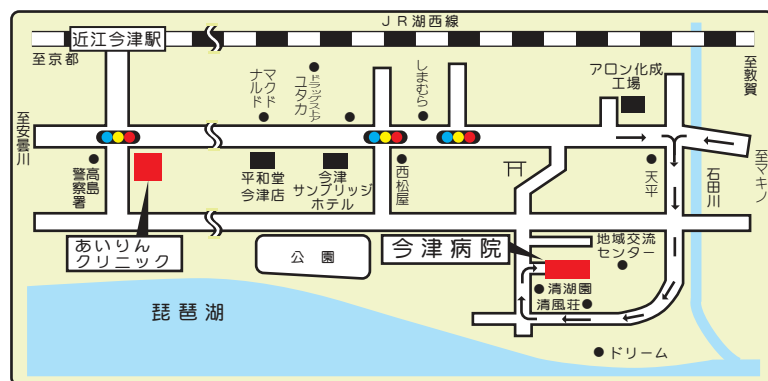 JR湖西線
近江今津駅
至京都
至敦賀
至安曇川
マクド
ナルド
ドラッグストア
ユタカ
しまむら
アロン化成
工場
至マキノ
高島
警察署
平和堂
今津店
今津
サンブリッジ
ホテル
西松屋
天平
石田川
あいりん
クリニック
公園
今津病院
地域交流
センター
清湖園
清風荘
琵琶湖
ドリーム